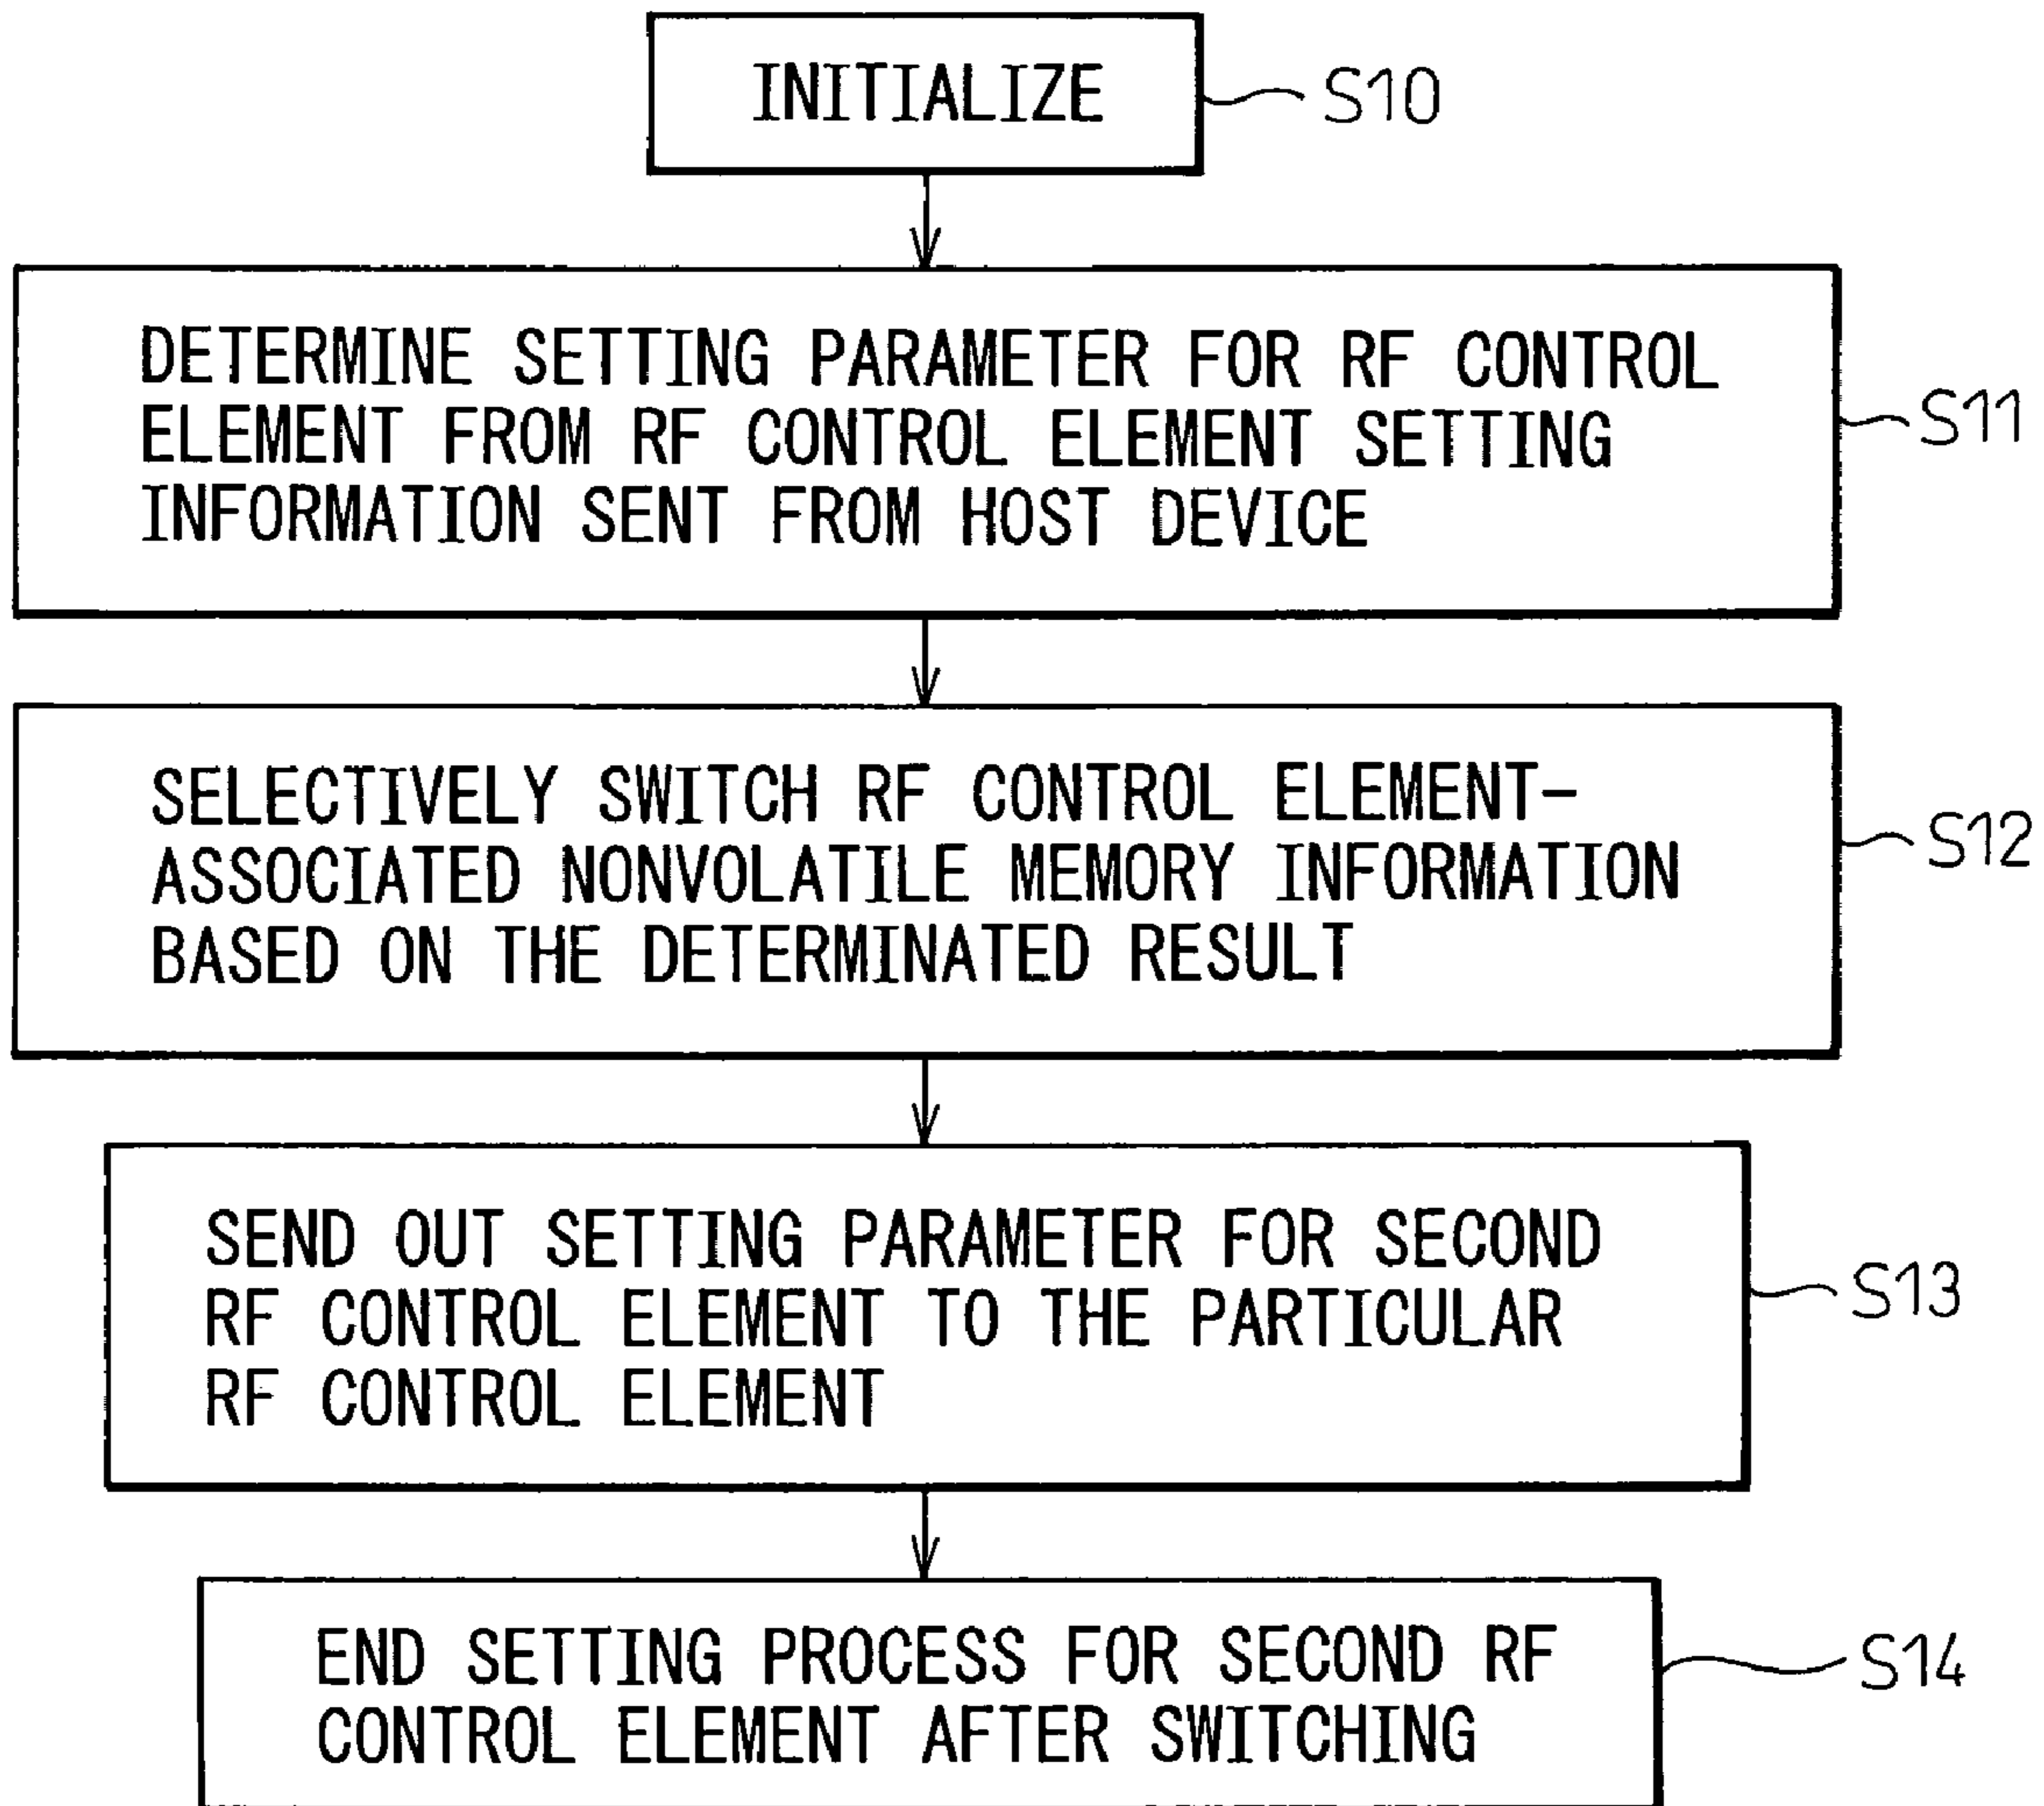 INITIALIZE
S10
DETERMINE SETTING PARAMETER FOR RF CONTROL
ELEMENT FROM RF CONTROL ELEMENT SETTING
INFORMATION SENT FROM HOST DEVICE
S11
SELECTIVELY SWITCH RF CONTROL ELEMENT-
ASSOCIATED NONVOLATILE MEMORY INFORMATION
BASED ON THE DETERMINATED RESULT
S12
SEND OUT SETTING PARAMETER FOR SECOND
RF CONTROL ELEMENT TO THE PARTICULAR
RF CONTROL ELEMENT
S13
END SETTING PROCESS FOR SECOND RF
CONTROL ELEMENT AFTER SWITCHING
S14